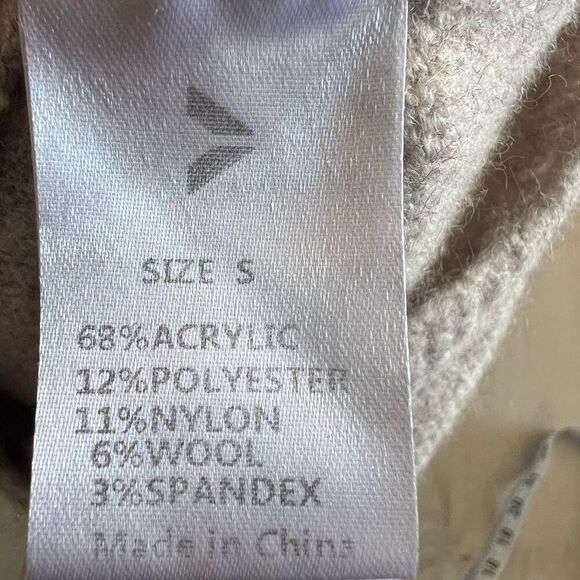 SIZE S
68%ACRYLIC
12%POLYESTER
11%NYLON
6%WOOL
3%SPANDEX
Made in China